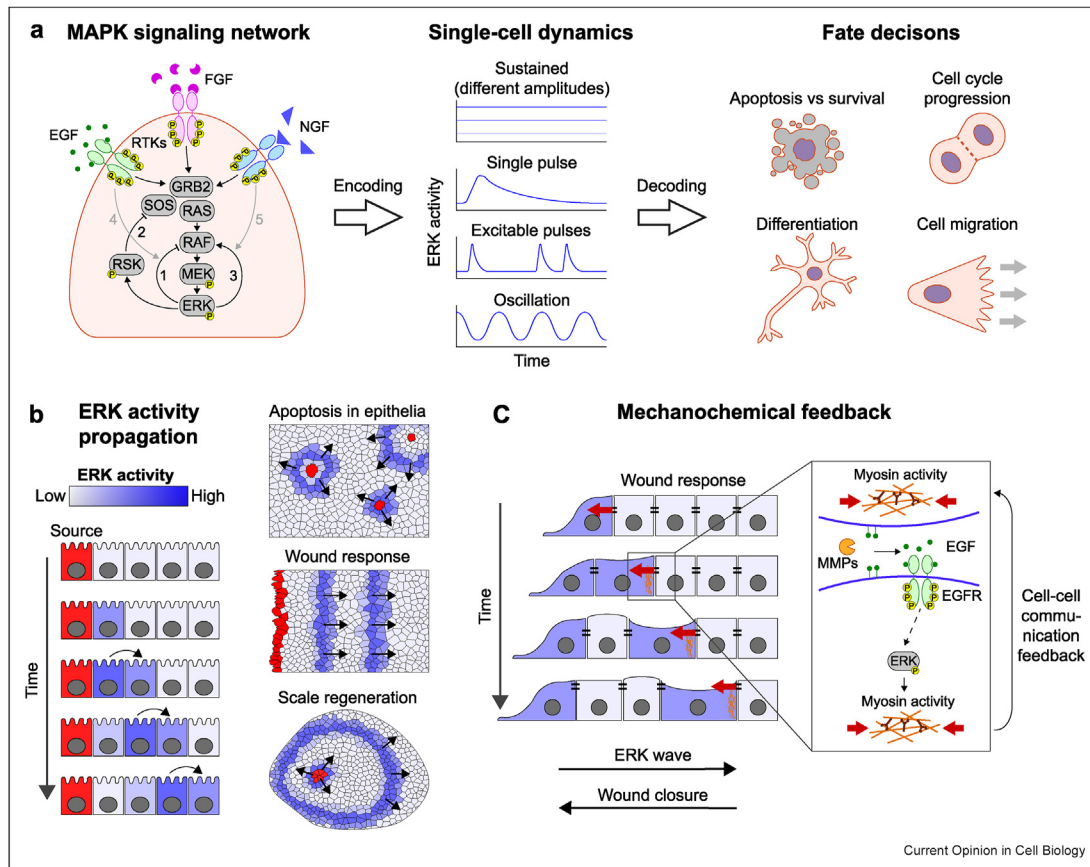 a
MAPK signaling network
Single-cell dynamics
Fate decisons
FGF
EGF
RTKs
NGF
P
P
P
P
P
P
P
P
P
P
P
P
P
P
GRB2
SOS
RAS
4
2
5
RAF
RSK
P
1
MEK
P
3
ERK
P
Encoding
Sustained
(different amplitudes)
Single pulse
Excitable pulses
Oscillation
ERK activity
Time
Decoding
Apoptosis vs survival
Cell cycle
progression
Differentiation
Cell migration
b
ERK activity
propagation
ERK activity
Low
High
Source
Time
Apoptosis in epithelia
Wound response
Scale regeneration
C
Mechanochemical feedback
Wound response
Time
ERK wave
Wound closure
Myosin activity
MMPs
EGF
EGFR
P
P
P
P
P
P
ERK
P
Myosin activity
Cell-cell
commu-
nication
feedback
Current Opinion in Cell Biology